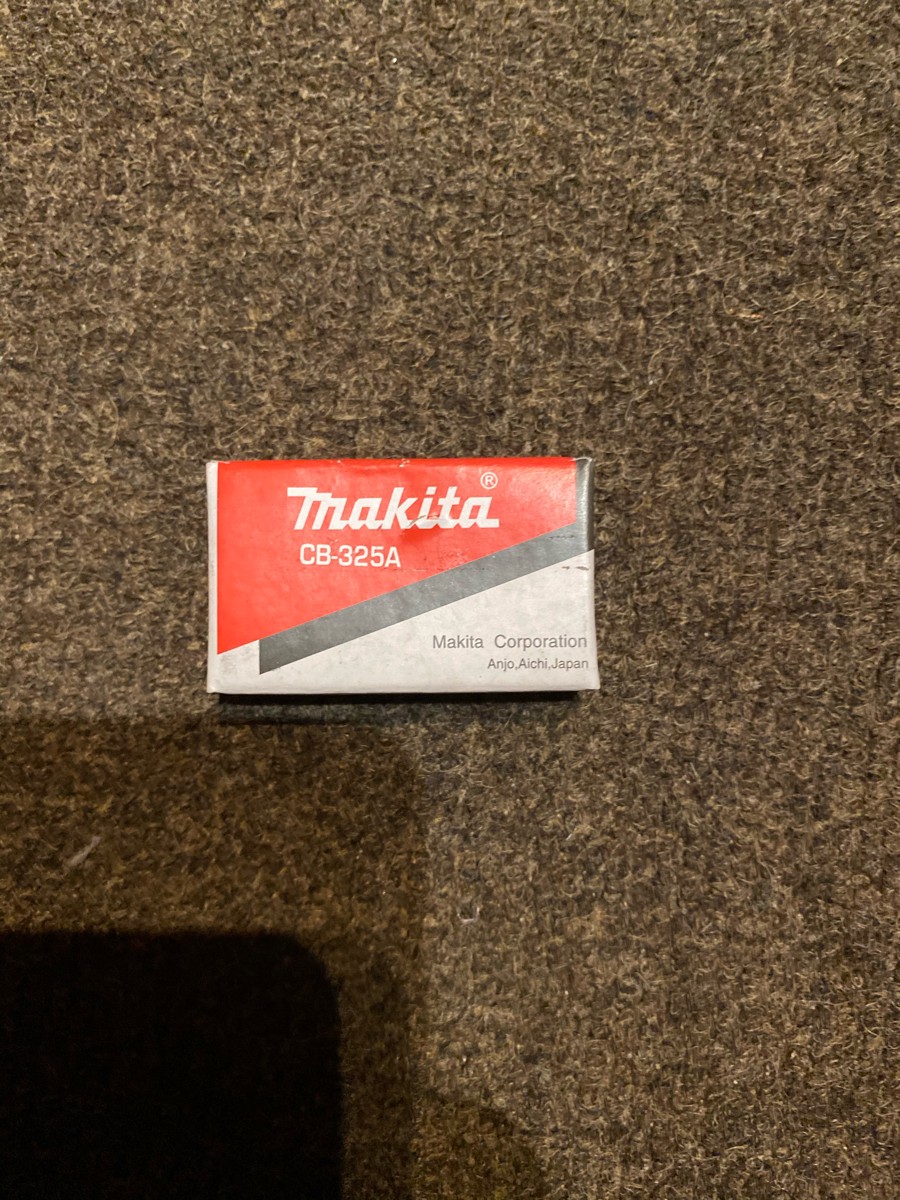 makita®
CB-325A
Makita Corporation
Anjo,Aichi,Japan